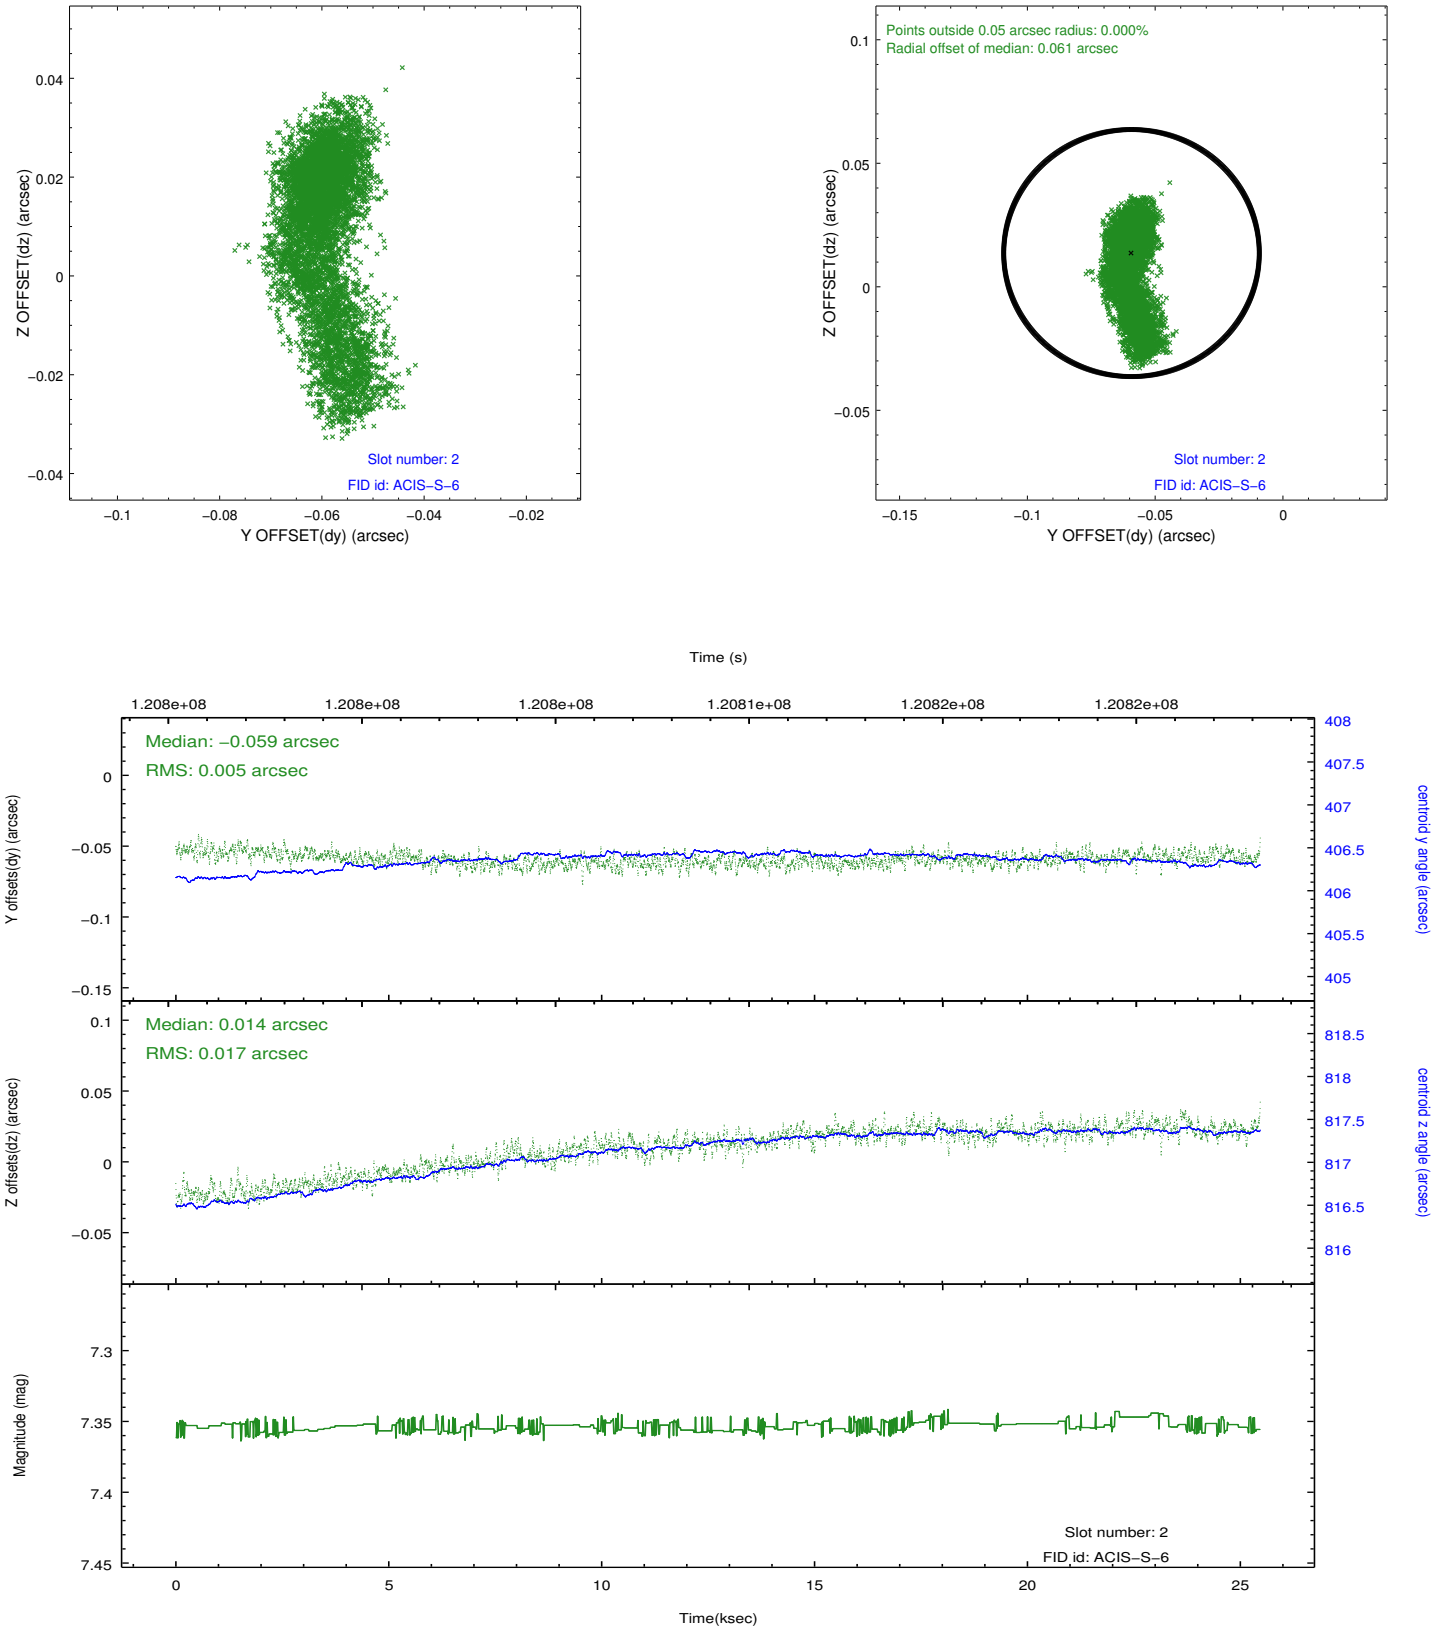 0.04
0.02
0
−0.02
−0.04
Z OFFSET(dz) (arcsec)
Slot number: 2
FID id: ACIS−S−6
−0.1
−0.08
−0.06
−0.04
−0.02
Y OFFSET(dy) (arcsec)
Points outside 0.05 arcsec radius: 0.000%
Radial offset of median: 0.061 arcsec
0.1
0.05
0
−0.05
Z OFFSET(dz) (arcsec)
Slot number: 2
FID id: ACIS−S−6
−0.15
−0.1
−0.05
0
Y OFFSET(dy) (arcsec)
Time (s)
1.208e+08
1.208e+08
1.208e+08
1.2081e+08
1.2082e+08
1.2082e+08
Median: −0.059 arcsec
RMS: 0.005 arcsec
0
−0.05
−0.1
−0.15
Y offsets(dy) (arcsec)
408
407.5
407
406.5
406
405.5
405
centroid y angle (arcsec)
Median: 0.014 arcsec
RMS: 0.017 arcsec
0.1
0.05
0
−0.05
Z offsets(dz) (arcsec)
818.5
818
817.5
817
816.5
816
centroid z angle (arcsec)
7.3
7.35
7.4
7.45
Magnitude (mag)
Slot number: 2
FID id: ACIS−S−6
0
5
10
15
20
25
Time(ksec)